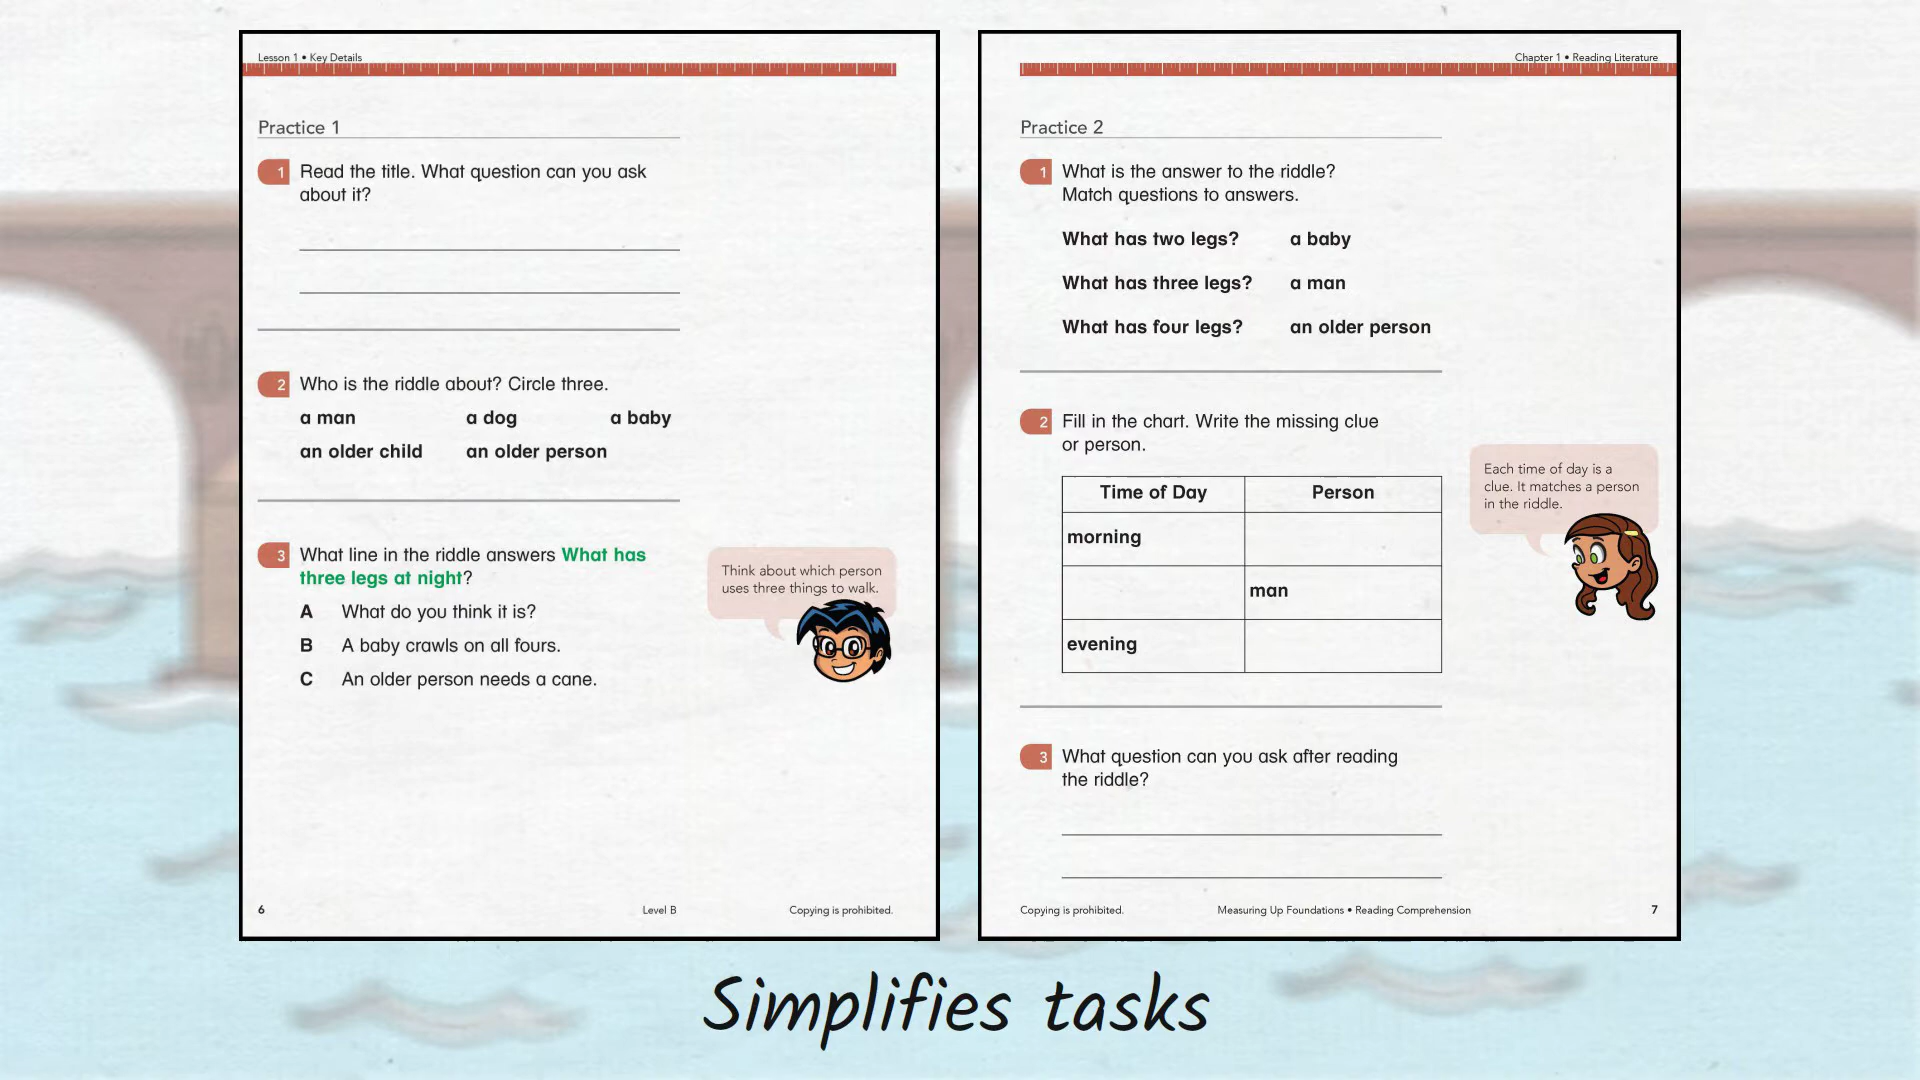 Lesson 1 • Key Details
Practice 1
1 Read the title. What question can you ask
about it?
2 Who is the riddle about? Circle three.
a man a dog a baby
an older child an older person
3 What line in the riddle answers What has
three legs at night?
A What do you think it is?
B A baby crawls on all fours.
C An older person needs a cane.
Think about which person
uses three things to walk.
6 Level B Copying is prohibited.
Chapter 1 • Reading Literature
Practice 2
1 What is the answer to the riddle?
Match questions to answers.
What has two legs? a baby
What has three legs? a man
What has four legs? an older person
2 Fill in the chart. Write the missing clue
or person.
Time of Day Person
morning
man
evening
Each time of day is a
clue. It matches a person
in the riddle.
3 What question can you ask after reading
the riddle?
Copying is prohibited. Measuring Up Foundations • Reading Comprehension 7
Simplifies tasks